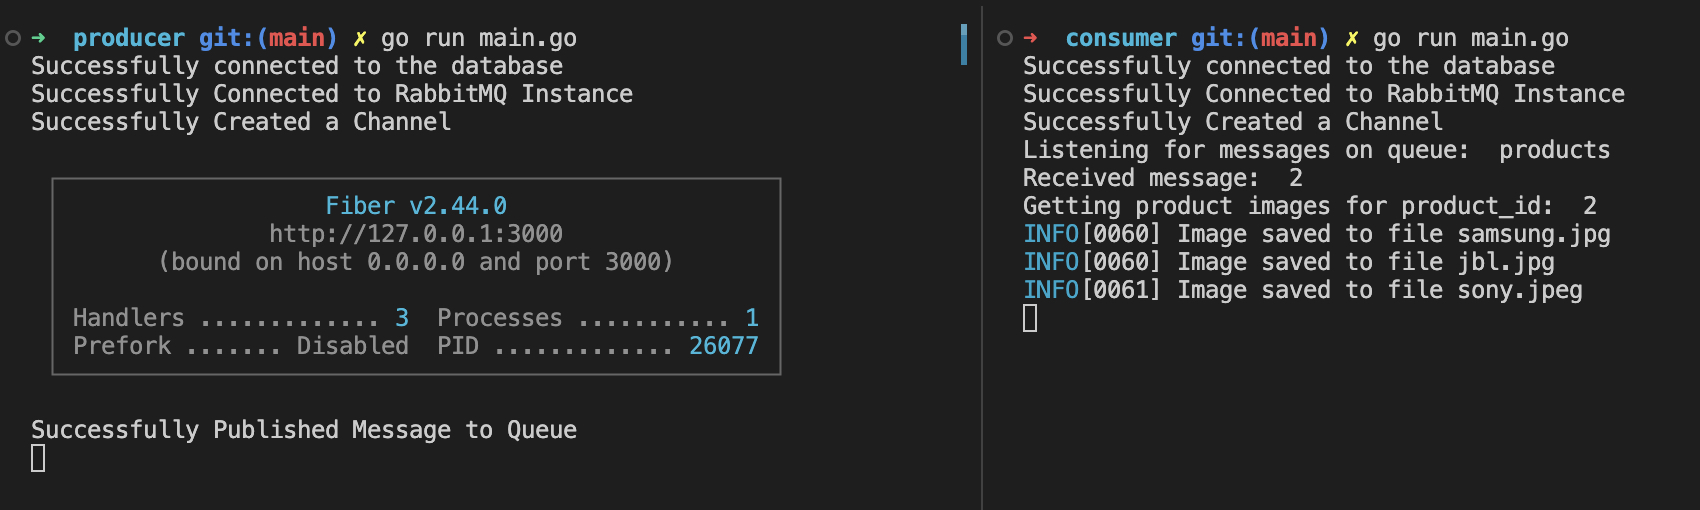 ➜  producer git:(main) ✗ go run main.go
Successfully connected to the database
Successfully Connected to RabbitMQ Instance
Successfully Created a Channel
Fiber v2.44.0
http://127.0.0.1:3000
(bound on host 0.0.0.0 and port 3000)
Handlers ............. 3  Processes ........... 1
Prefork ....... Disabled  PID ............. 26077
Successfully Published Message to Queue
➜  consumer git:(main) ✗ go run main.go
Successfully connected to the database
Successfully Connected to RabbitMQ Instance
Successfully Created a Channel
Listening for messages on queue:  products
Received message:  2
Getting product images for product_id:  2
INFO[0060] Image saved to file samsung.jpg
INFO[0060] Image saved to file jbl.jpg
INFO[0061] Image saved to file sony.jpeg